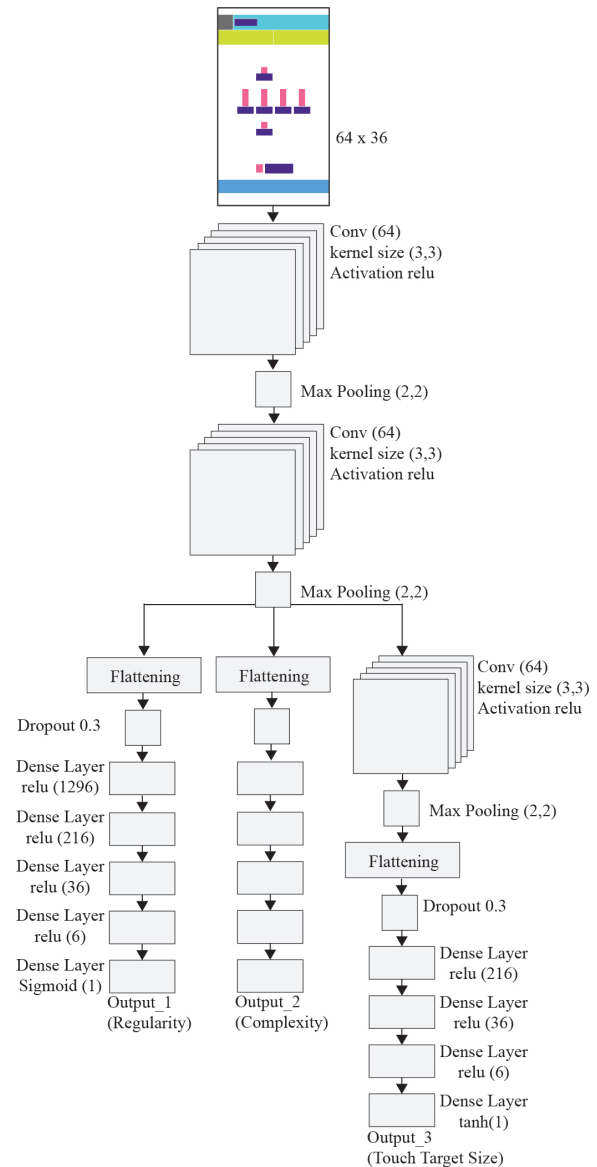 64 x 36
Conv (64)
kernel size (3,3)
Activation relu
Max Pooling (2,2)
Conv (64)
kernel size (3,3)
Activation relu
Max Pooling (2,2)
Flattening
Dropout 0.3
Dense Layer
relu (1296)
Dense Layer
relu (216)
Dense Layer
relu (36)
Dense Layer
relu (6)
Dense Layer
Sigmoid (1)
Output_1
(Regularity)
Flattening
Output_2
(Complexity)
Conv (64)
kernel size (3,3)
Activation relu
Max Pooling (2,2)
Flattening
Dropout 0.3
Dense Layer
relu (216)
Dense Layer
relu (36)
Dense Layer
relu (6)
Dense Layer
tanh(1)
Output_3
(Touch Target Size)